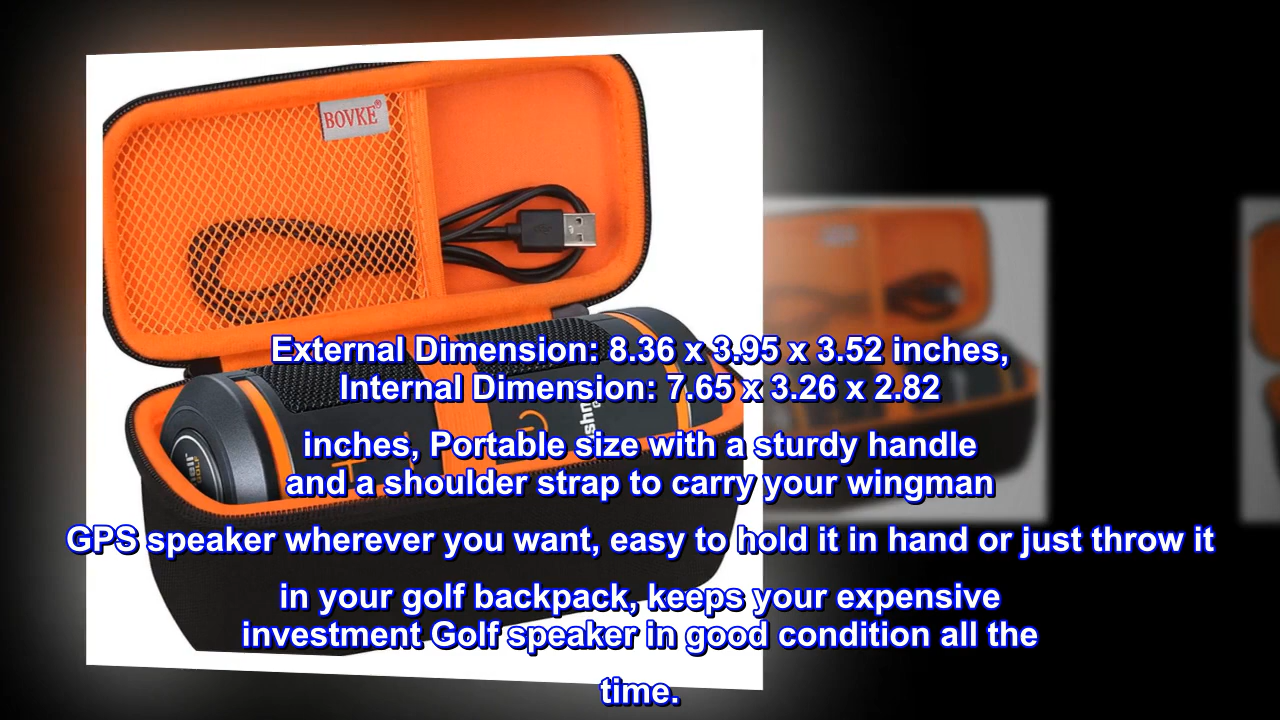 BOVKE®
External Dimension: 8.36 x 3.95 x 3.52 inches,
Internal Dimension: 7.65 x 3.26 x 2.82
inches, Portable size with a sturdy handle
and a shoulder strap to carry your wingman
GPS speaker wherever you want, easy to hold it in hand or just throw it
in your golf backpack, keeps your expensive
investment Golf speaker in good condition all the
time.
GOLF